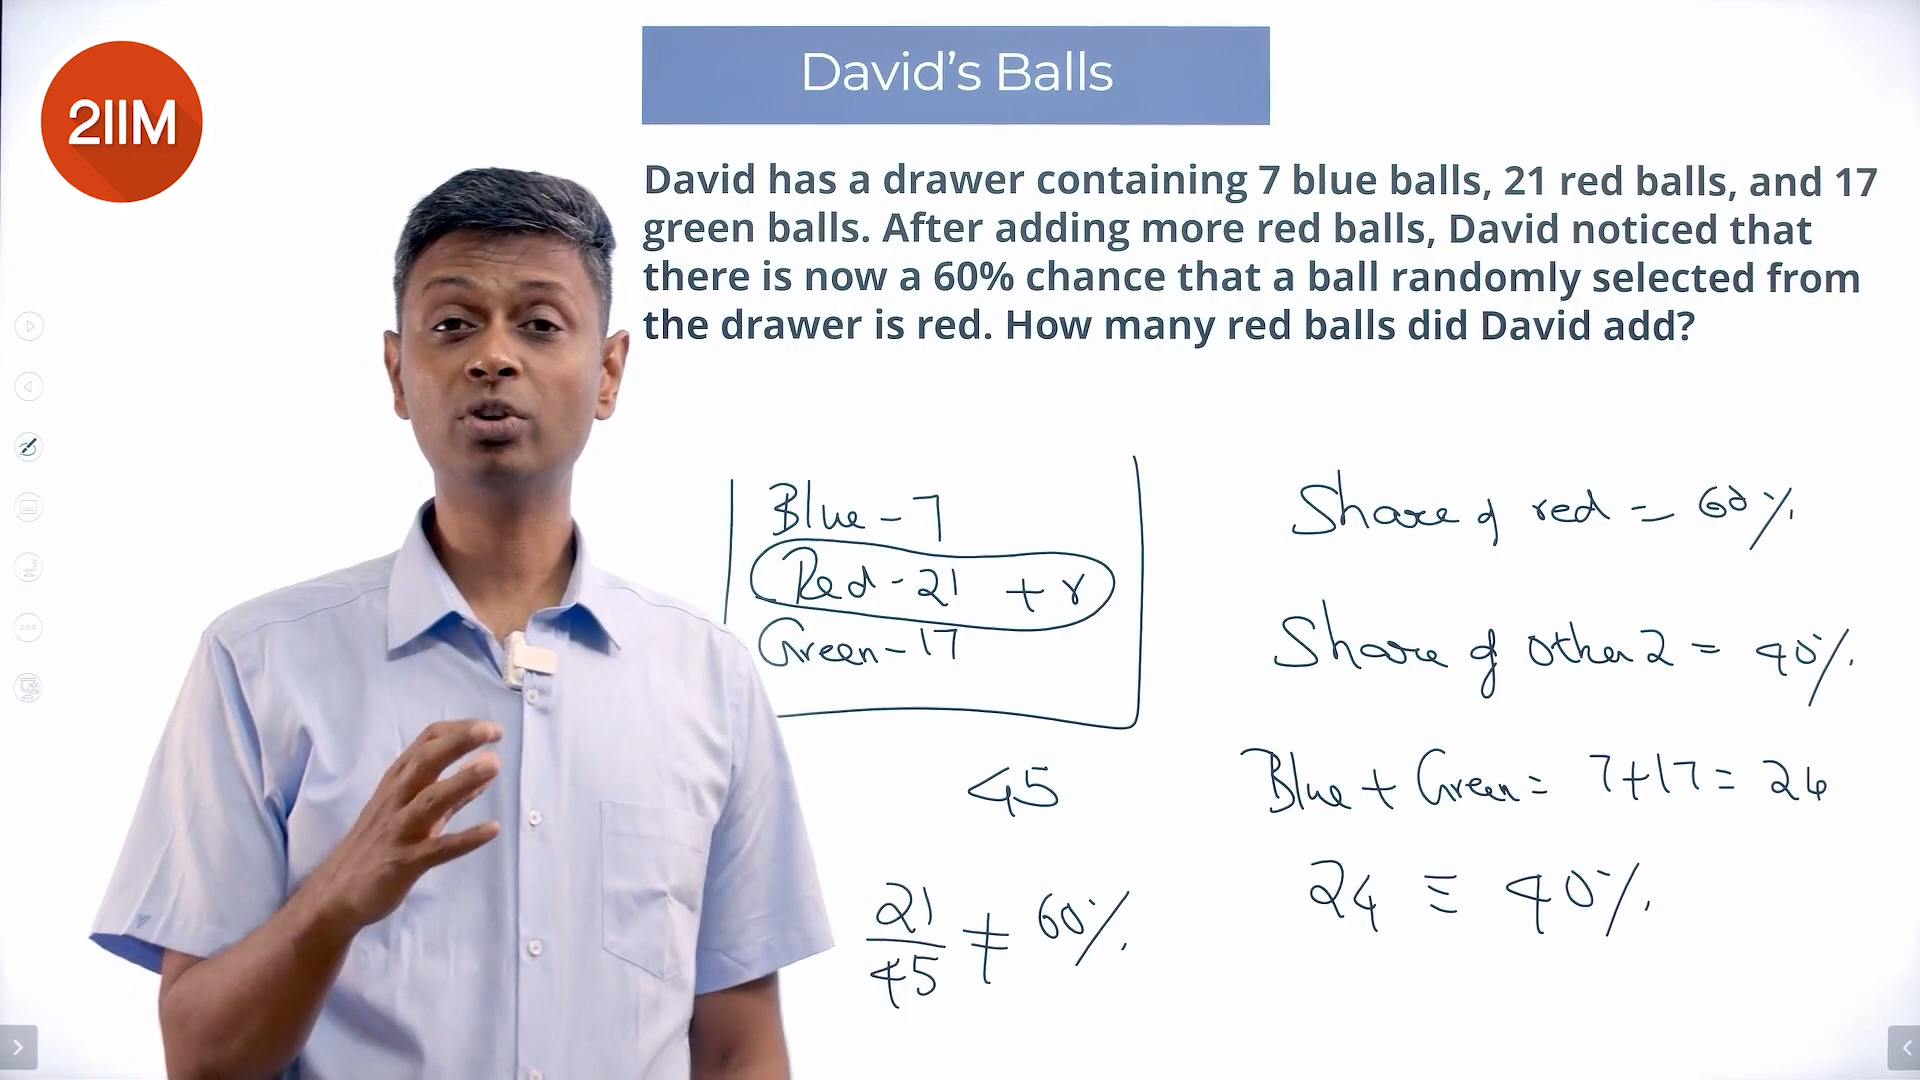 2IIM
David's Balls
David has a drawer containing 7 blue balls, 21 red balls, and 17
green balls. After adding more red balls, David noticed that
there is now a 60% chance that a ball randomly selected from
the drawer is red. How many red balls did David add?
Blue - 7
Red - 21 + r
Green - 17
45
21/45 ≠ 60%
Share of red = 60%
Share of other 2 = 40%
Blue + Green = 7+17 = 24
24 ≡ 40%